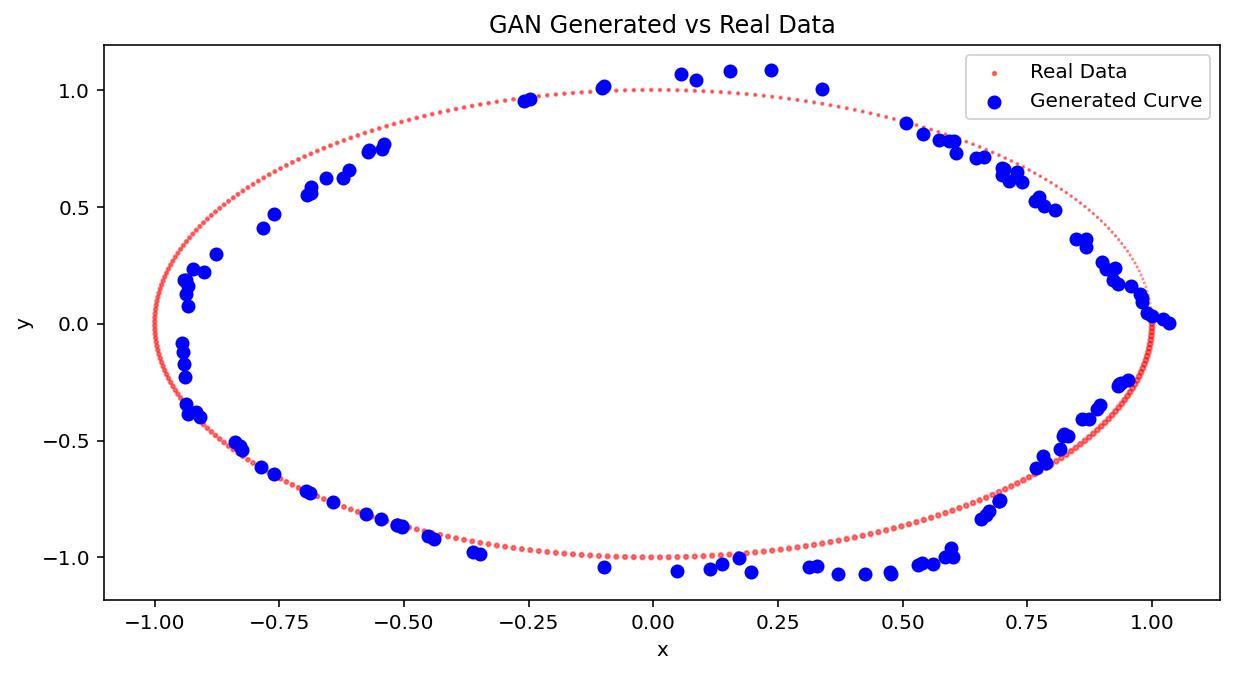 GAN Generated vs Real Data
Real Data
Generated Curve
1.0
0.5
0.0
−0.5
−1.0
y
−1.00 −0.75 −0.50 −0.25 0.00 0.25 0.50 0.75 1.00
x